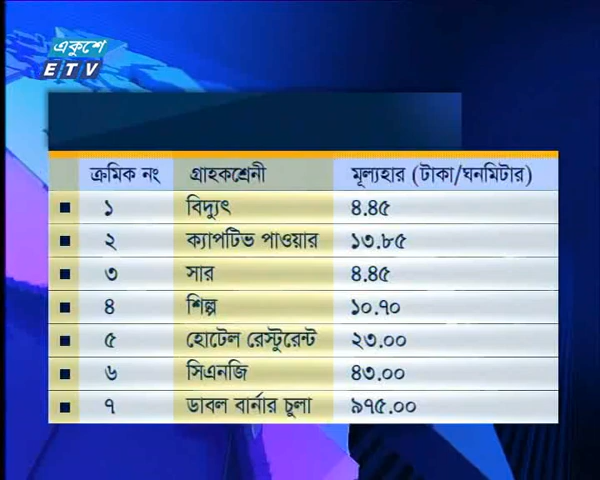 একুশে
ETV
ক্রমিক নং গ্রাহকশ্রেনী মূল্যহার (টাকা/ঘনমিটার)
১ বিদ্যুৎ ৪.৪৫
২ ক্যাপটিভ পাওয়ার ১৩.৮৫
৩ সার ৪.৪৫
৪ শিল্প ১০.৭০
৫ হোটেল রেস্টুরেন্ট ২৩.০০
৬ সিএনজি ৪৩.০০
৭ ডাবল বার্নার চুলা ৯৭৫.০০